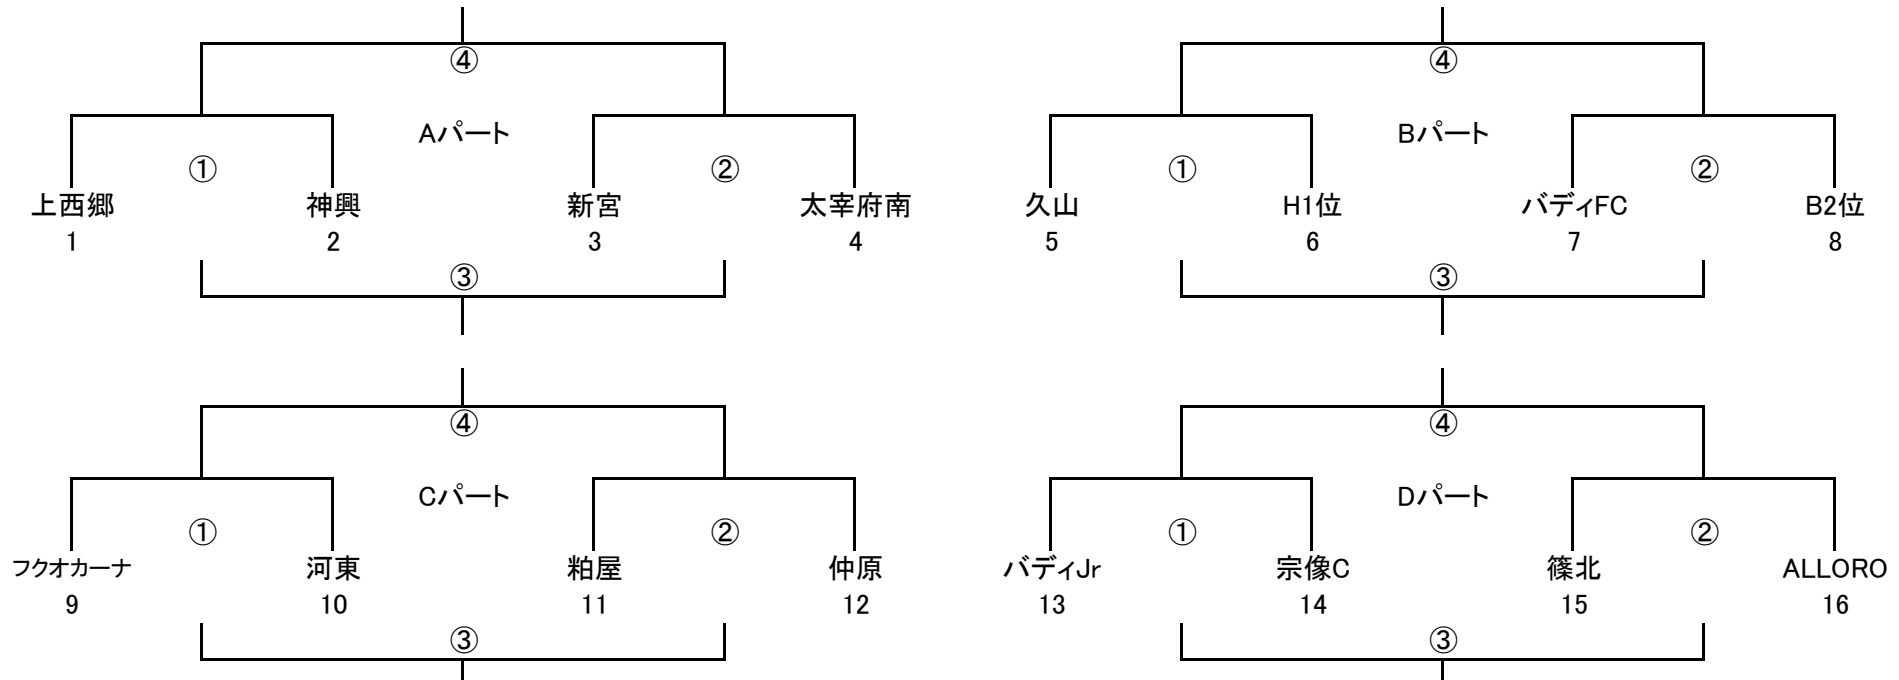 ④
Aパート
① ②
上西郷 神興 新宮 太宰府南
1 2 3 4
③
④
Bパート
① ②
久山 H1位 バディFC B2位
5 6 7 8
③
④
Cパート
① ②
フクオカーナ 河東 粕屋 仲原
9 10 11 12
③
④
Dパート
① ②
バディJr 宗像C 篠北 ALLORO
13 14 15 16
③